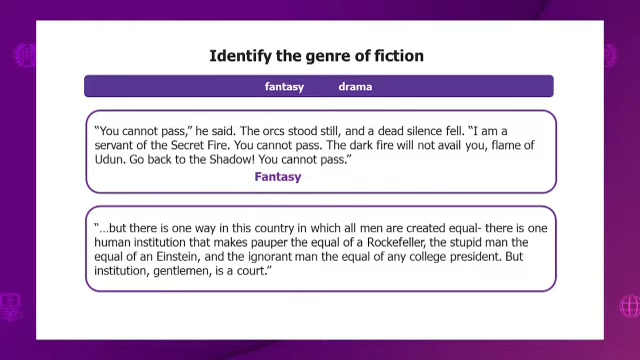 Identify the genre of fiction
fantasy drama
“You cannot pass,” he said. The orcs stood still, and a dead silence fell. “I am a
servant of the Secret Fire. You cannot pass. The dark fire will not avail you, flame of
Udun. Go back to the Shadow! You cannot pass.”
Fantasy
“…but there is one way in this country in which all men are created equal- there is one
human institution that makes pauper the equal of a Rockefeller, the stupid man the
equal of an Einstein, and the ignorant man the equal of any college president. But
institution, gentlemen, is a court.”